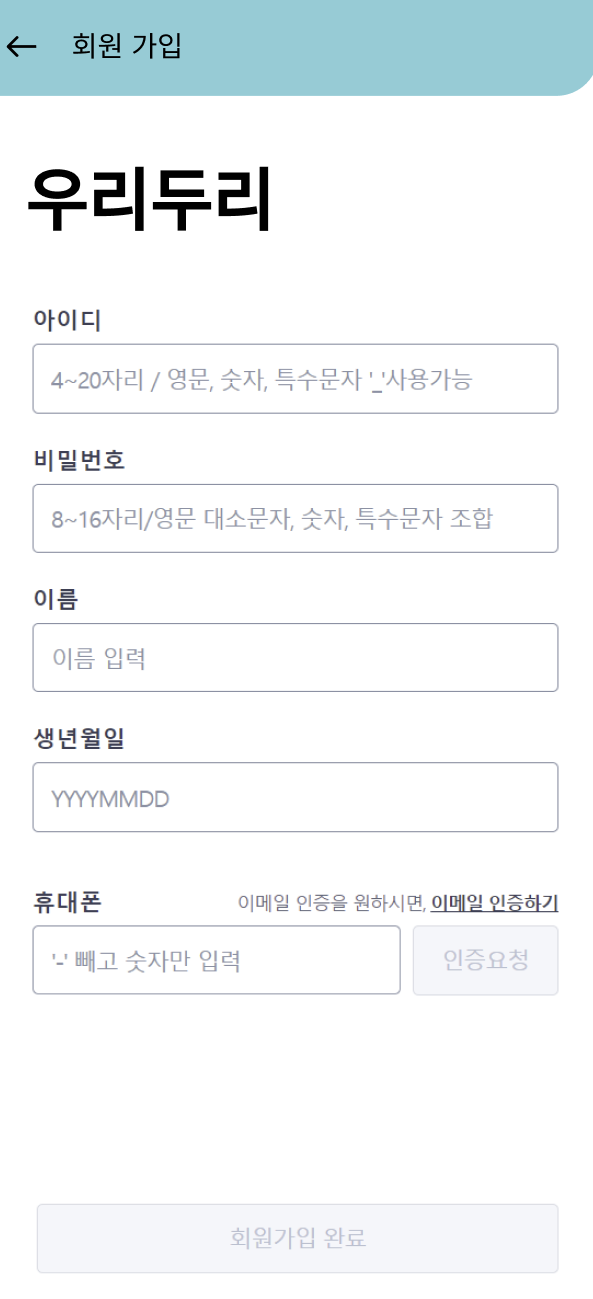 회원 가입
우리두리
아이디
4~20자리 / 영문, 숫자, 특수문자 '_'사용가능
비밀번호
8~16자리/영문 대소문자, 숫자, 특수문자 조합
이름
이름 입력
생년월일
YYYYMMDD
휴대폰 이메일 인증을 원하시면, 이메일 인증하기
'-' 빼고 숫자만 입력 인증요청
회원가입 완료